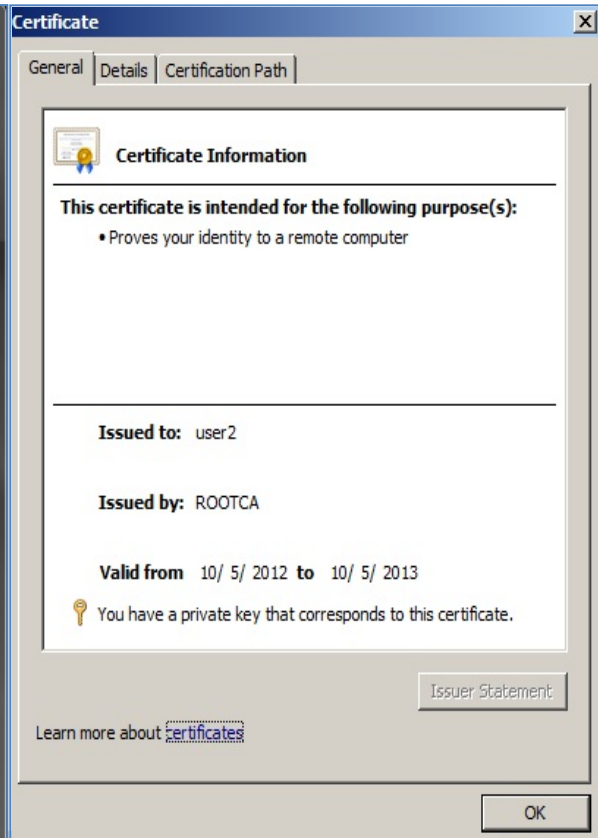 Certificate
General Details Certification Path
Certificate Information
This certificate is intended for the following purpose(s):
• Proves your identity to a remote computer
Issued to: user2
Issued by: ROOTCA
Valid from 10/ 5/ 2012 to 10/ 5/ 2013
You have a private key that corresponds to this certificate.
Issuer Statement
Learn more about certificates
OK